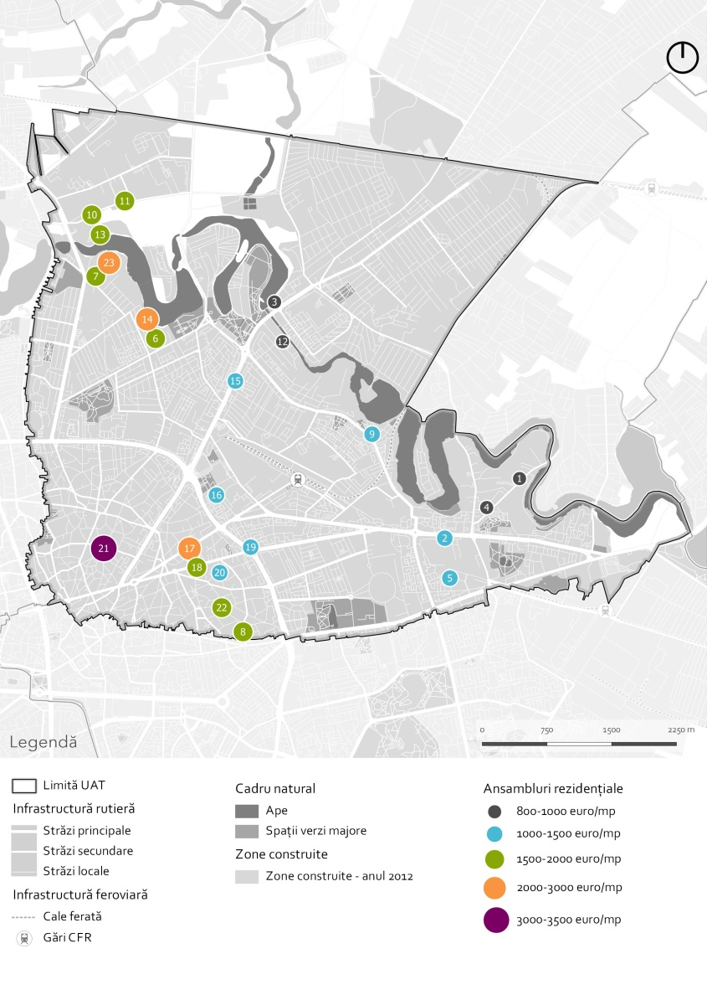 11
10
13
23
7
3
14
6
12
15
9
1
16
4
2
21
17
19
18
20
5
22
8
0 750 1500 2250 m
Legendă
Limită UAT
Infrastructură rutieră
Străzi principale
Străzi secundare
Străzi locale
Infrastructură feroviară
Cale ferată
Gări CFR
Cadru natural
Ape
Spații verzi majore
Zone construite
Zone construite - anul 2012
Ansambluri rezidențiale
800-1000 euro/mp
1000-1500 euro/mp
1500-2000 euro/mp
2000-3000 euro/mp
3000-3500 euro/mp